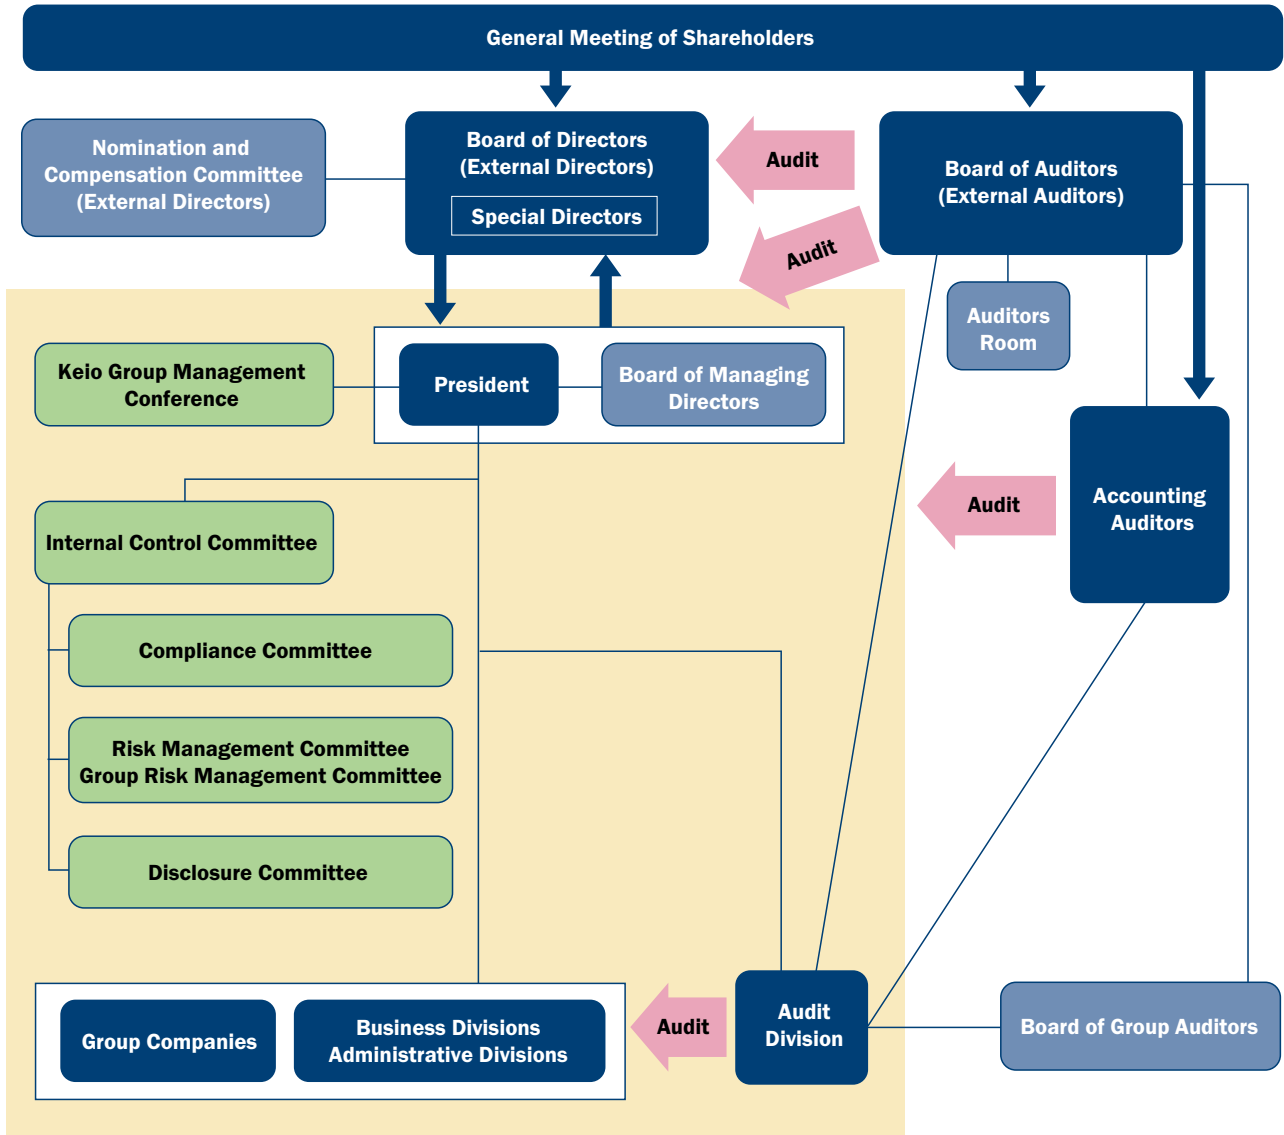 General Meeting of Shareholders
Nomination and
Compensation Committee
(External Directors)
Board of Directors
(External Directors)
Special Directors
Audit
Board of Auditors
(External Auditors)
Audit
Auditors
Room
Keio Group Management
Conference
President
Board of Managing
Directors
Audit
Accounting
Auditors
Internal Control Committee
Compliance Committee
Risk Management Committee
Group Risk Management Committee
Disclosure Committee
Group Companies
Business Divisions
Administrative Divisions
Audit
Audit
Division
Board of Group Auditors